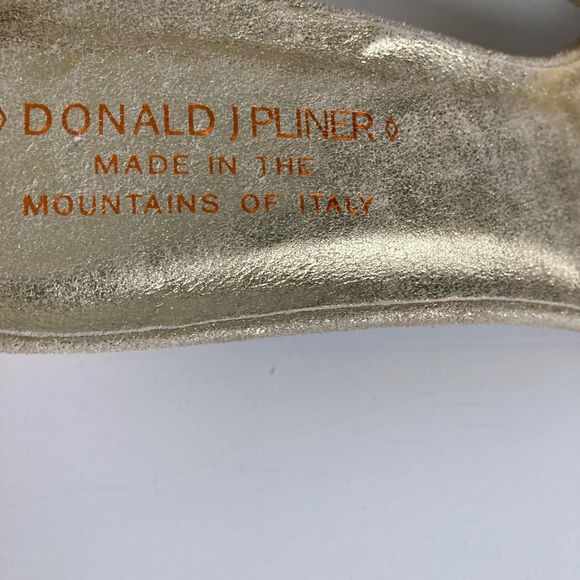 ◊ DONALD J PLINER ◊
MADE IN THE
MOUNTAINS OF ITALY